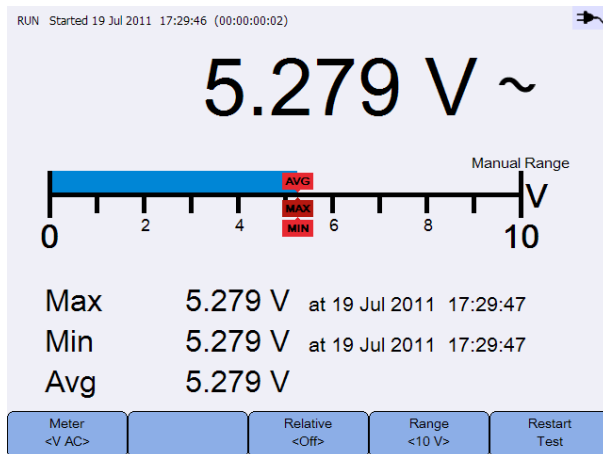 RUN Started 19 Jul 2011 17:29:46 (00:00:00:02)
5.279 V ~
Manual Range
AVG
V
MAX
2 4 MIN 6 8
0 10
Max 5.279 V at 19 Jul 2011 17:29:47
Min 5.279 V at 19 Jul 2011 17:29:47
Avg 5.279 V
Meter Relative Range Restart
<V AC> <Off> <10 V> Test